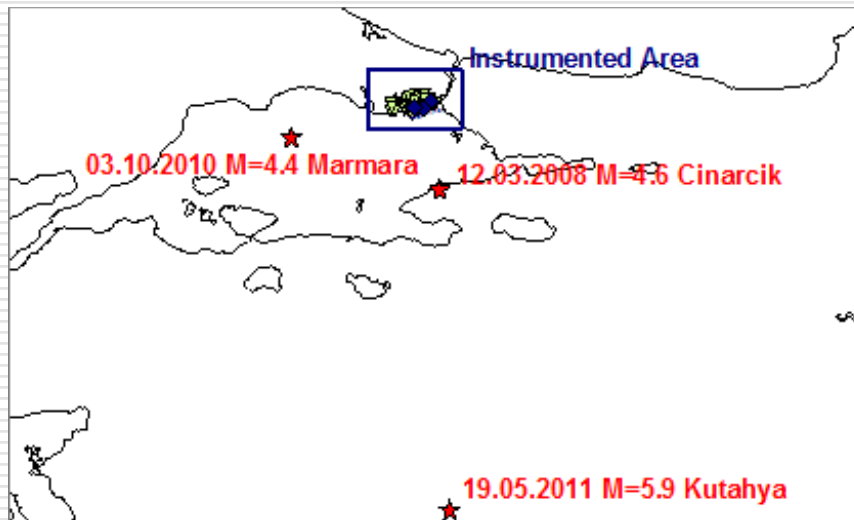 Instrumented Area
03.10.2010 M=4.4 Marmara
12.03.2008 M=4.6 Cinarcik
19.05.2011 M=5.9 Kutahya